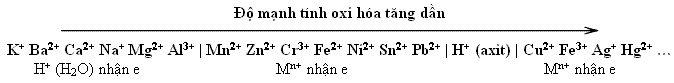 Độ mạnh tính oxi hóa tăng dần
K⁺ Ba²⁺ Ca²⁺ Na⁺ Mg²⁺ Al³⁺ | Mn²⁺ Zn²⁺ Cr³⁺ Fe²⁺ Ni²⁺ Sn²⁺ Pb²⁺ | H⁺ (axit) | Cu²⁺ Fe³⁺ Ag⁺ Hg²⁺ ...
H⁺ (H₂O) nhận e Mⁿ⁺ nhận e Mⁿ⁺ nhận e